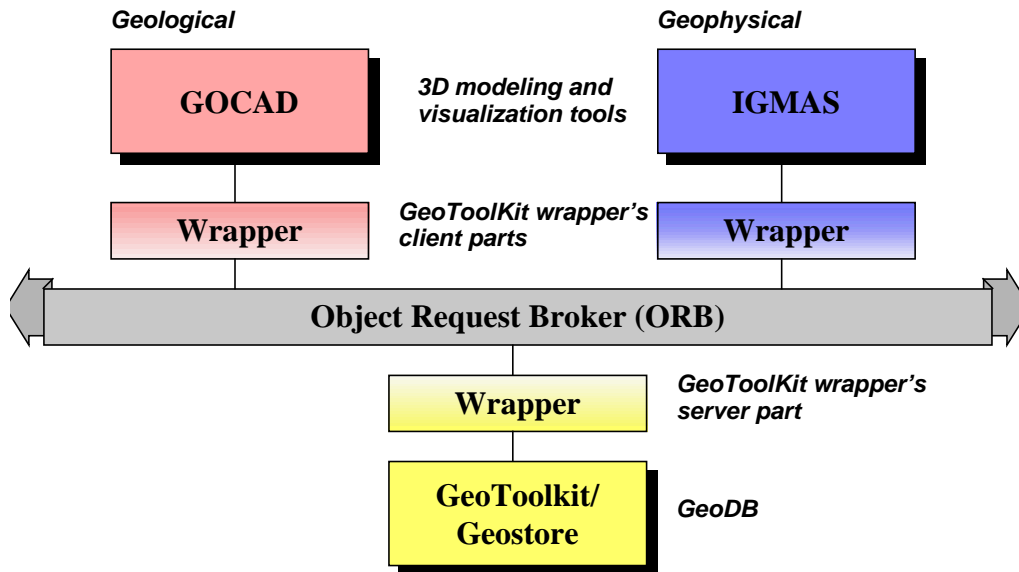 Geological
Geophysical
GOCAD
3D modeling and
visualization tools
IGMAS
Wrapper
GeoToolKit wrapper's
client parts
Wrapper
Object Request Broker (ORB)
Wrapper
GeoToolKit wrapper's
server part
GeoToolkit/
Geostore
GeoDB